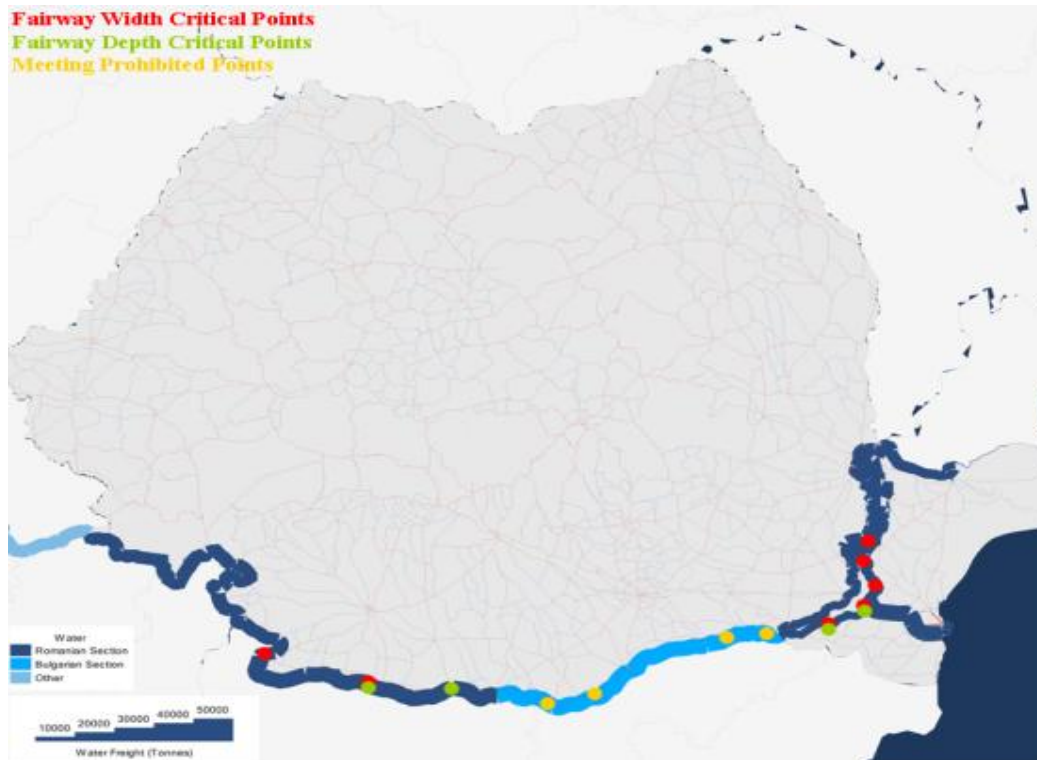 Fairway Width Critical Points
Fairway Depth Critical Points
Meeting Prohibited Points
Water
Romanian Section
Bulgarian Section
Other
10000 20000 30000 40000 50000
Water Freight (Tonnes)